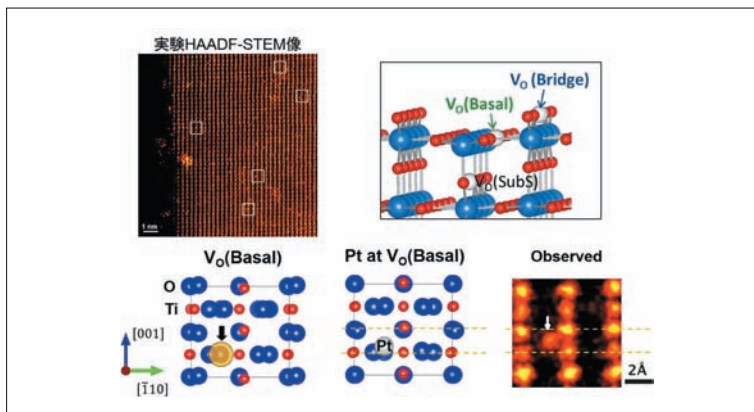 実験HAADF-STEM像
1 nm
Vo (Bridge)
Vo(Basal)
Vo(SubS)
Vo(Basal)
Pt at Vo(Basal)
Observed
O
Ti
[001]
[1̄10]
Pt
2Å